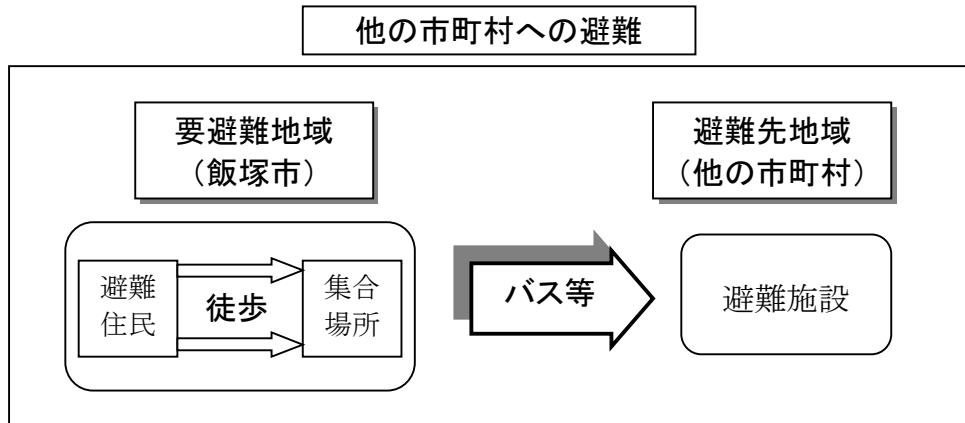 他の市町村への避難
要避難地域
（飯塚市）
避難先地域
（他の市町村）
避難
住民
徒歩
集合
場所
バス等
避難施設